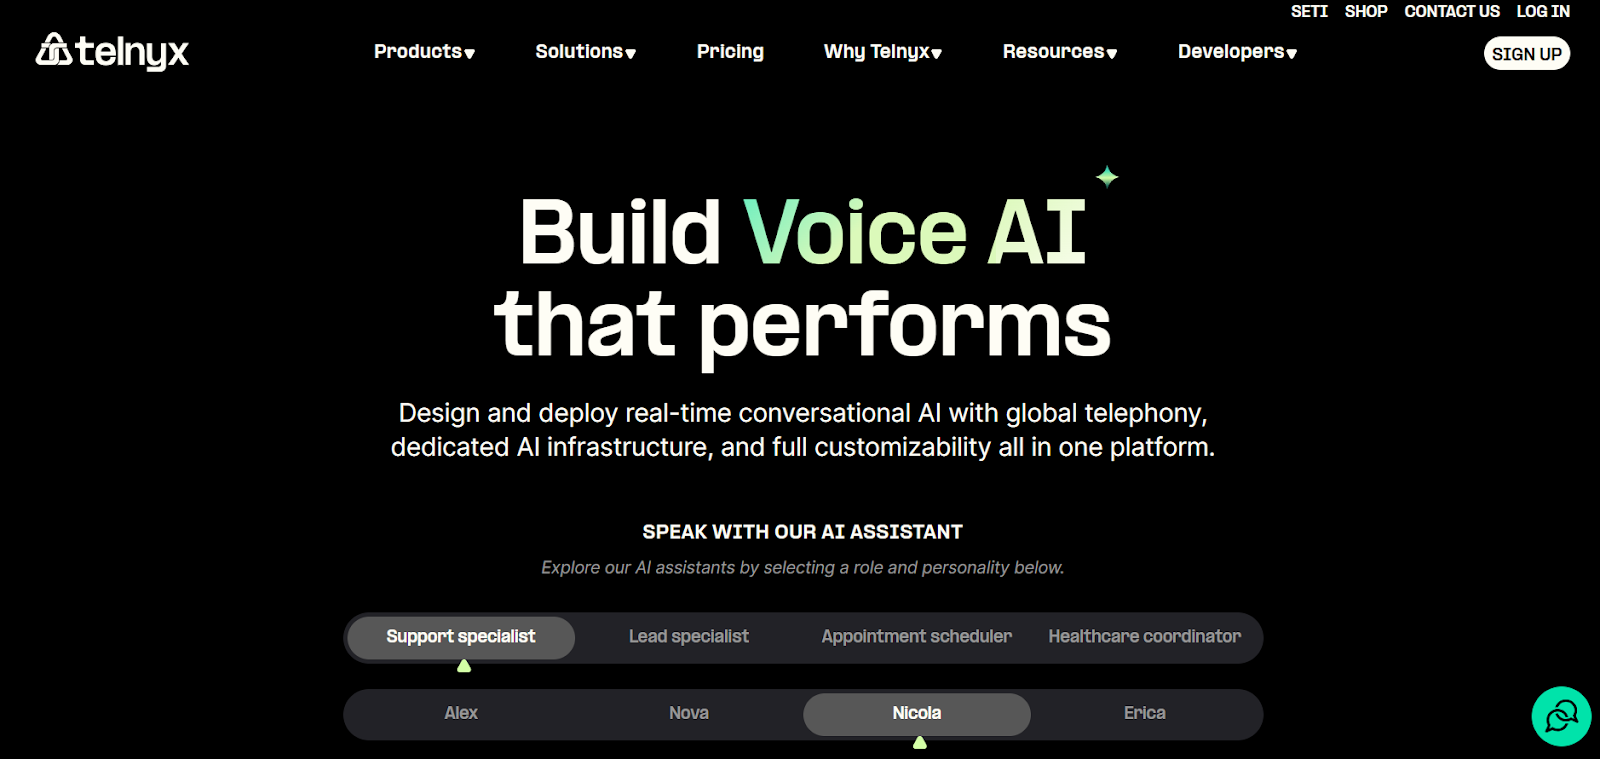 SETI SHOP CONTACT US LOG IN
telnyx Products Solutions Pricing Why Telnyx Resources Developers SIGN UP
Build Voice AI
that performs
Design and deploy real-time conversational AI with global telephony,
dedicated AI infrastructure, and full customizability all in one platform.
SPEAK WITH OUR AI ASSISTANT
Explore our AI assistants by selecting a role and personality below.
Support specialist Lead specialist Appointment scheduler Healthcare coordinator
Alex Nova Nicola Erica